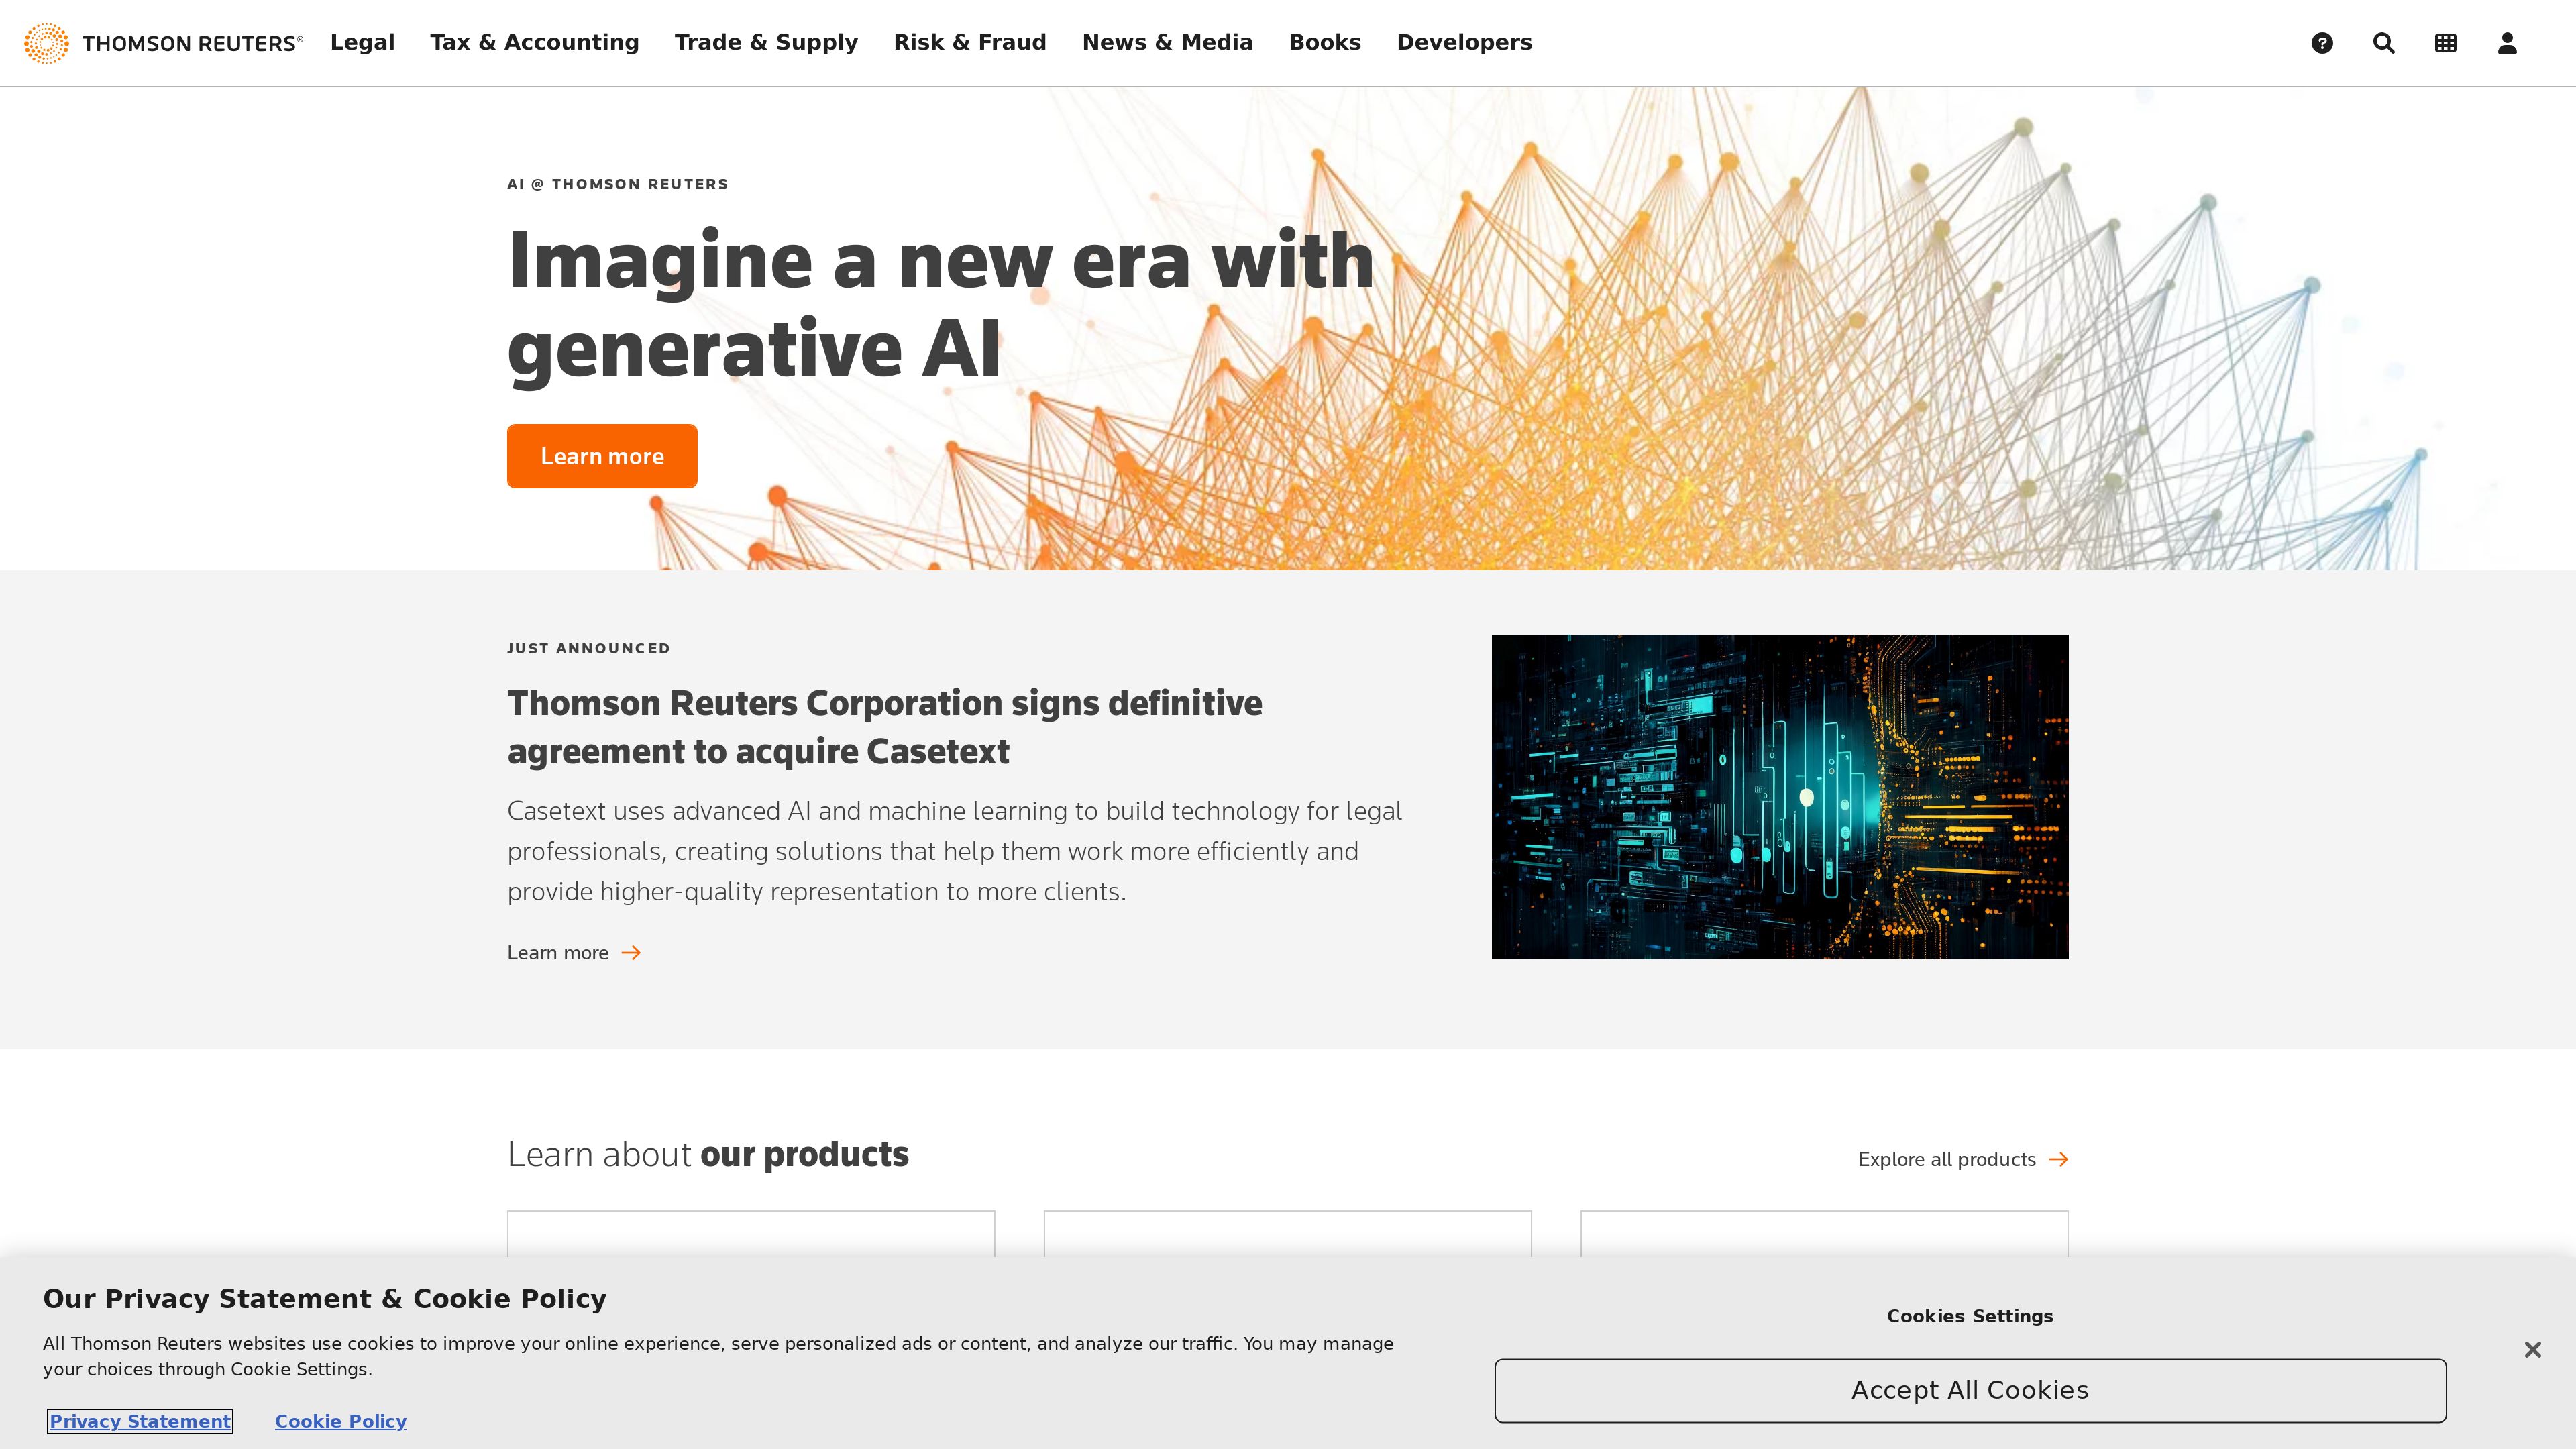 THOMSON REUTERS®
Legal
Tax & Accounting
Trade & Supply
Risk & Fraud
News & Media
Books
Developers
AI @ THOMSON REUTERS
Imagine a new era with
generative AI
Learn more
JUST ANNOUNCED
Thomson Reuters Corporation signs definitive
agreement to acquire Casetext
Casetext uses advanced AI and machine learning to build technology for legal
professionals, creating solutions that help them work more efficiently and
provide higher-quality representation to more clients.
Learn more
Learn about our products
Explore all products
Our Privacy Statement & Cookie Policy
All Thomson Reuters websites use cookies to improve your online experience, serve personalized ads or content, and analyze our traffic. You may manage
your choices through Cookie Settings.
Privacy Statement
Cookie Policy
Cookies Settings
Accept All Cookies